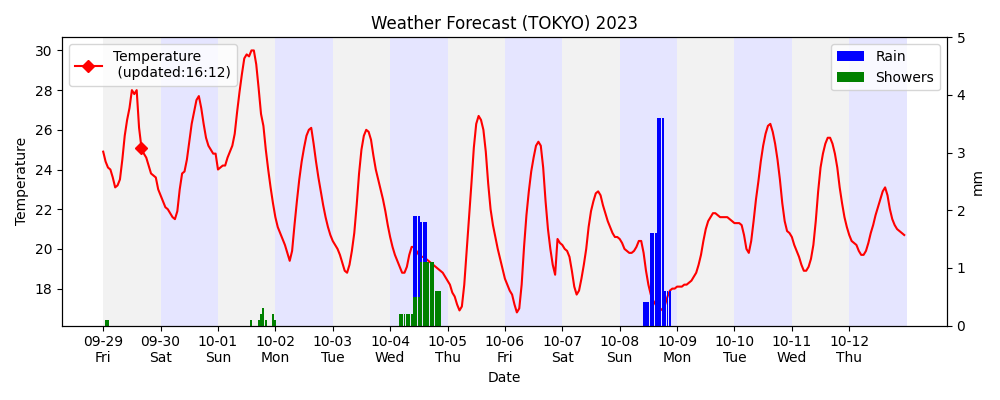 Weather Forecast (TOKYO) 2023
Temperature
(updated:16:12)
Rain
Showers
30
28
26
24
22
20
18
Temperature
5
4
3
2
1
0
mm
09-29 09-30 10-01 10-02 10-03 10-04 10-05 10-06 10-07 10-08 10-09 10-10 10-11 10-12
Fri Sat Sun Mon Tue Wed Thu Fri Sat Sun Mon Tue Wed Thu
Date